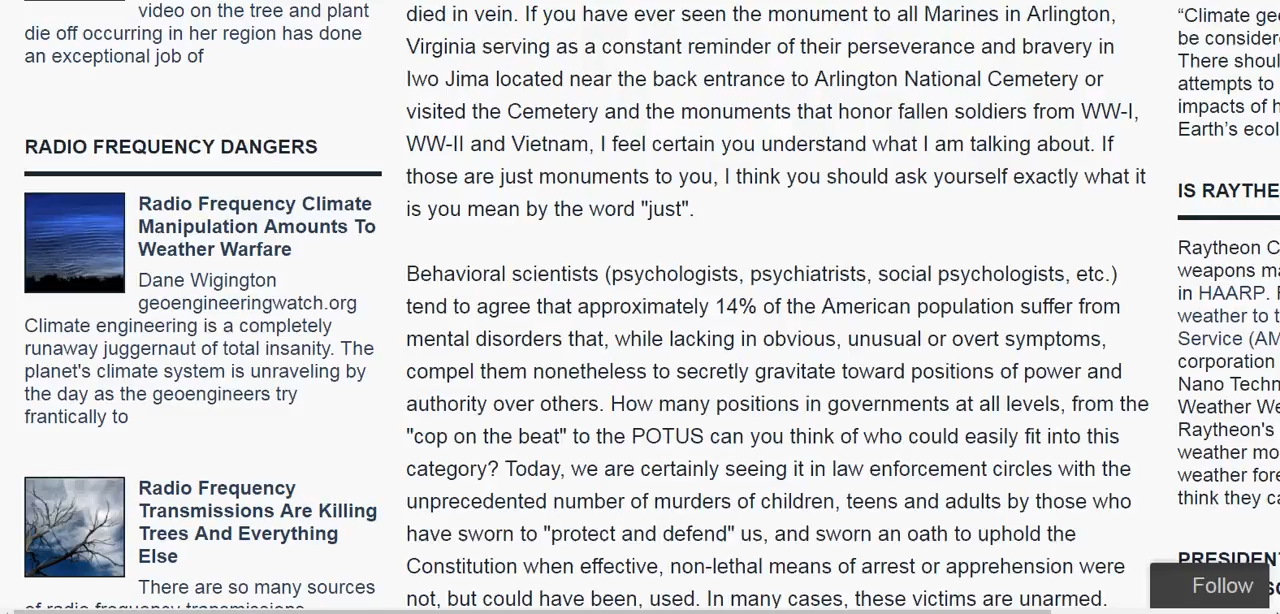 video on the tree and plant
die off occurring in her region has done
an exceptional job of
RADIO FREQUENCY DANGERS
Radio Frequency Climate
Manipulation Amounts To
Weather Warfare
Dane Wigington
geoengineeringwatch.org
Climate engineering is a completely
runaway juggernaut of total insanity. The
planet's climate system is unraveling by
the day as the geoengineers try
frantically to
Radio Frequency
Transmissions Are Killing
Trees And Everything
Else
There are so many sources
of radio frequency transmissions
died in vein. If you have ever seen the monument to all Marines in Arlington,
Virginia serving as a constant reminder of their perseverance and bravery in
Iwo Jima located near the back entrance to Arlington National Cemetery or
visited the Cemetery and the monuments that honor fallen soldiers from WW-I,
WW-II and Vietnam, I feel certain you understand what I am talking about. If
those are just monuments to you, I think you should ask yourself exactly what it
is you mean by the word "just".
Behavioral scientists (psychologists, psychiatrists, social psychologists, etc.)
tend to agree that approximately 14% of the American population suffer from
mental disorders that, while lacking in obvious, unusual or overt symptoms,
compel them nonetheless to secretly gravitate toward positions of power and
authority over others. How many positions in governments at all levels, from the
"cop on the beat" to the POTUS can you think of who could easily fit into this
category? Today, we are certainly seeing it in law enforcement circles with the
unprecedented number of murders of children, teens and adults by those who
have sworn to "protect and defend" us, and sworn an oath to uphold the
Constitution when effective, non-lethal means of arrest or apprehension were
not, but could have been, used. In many cases, these victims are unarmed.
“Climate geo
be consider
There shoul
attempts to
impacts of h
Earth’s ecol
IS RAYTHE
Raytheon C
weapons ma
in HAARP.
weather to t
Service (AM
corporation
Nano Techn
Weather We
Raytheon's
weather mo
weather fore
think they ca
PRESIDENT
Follow